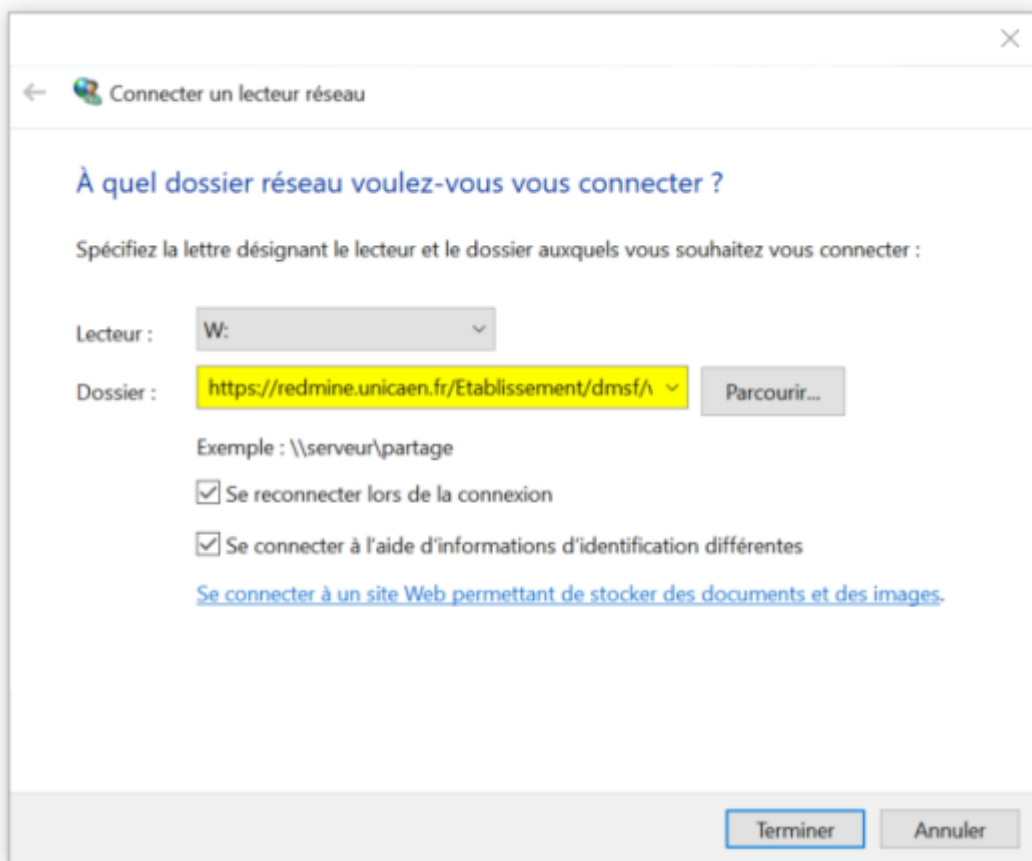 Connecter un lecteur réseau
À quel dossier réseau voulez-vous vous connecter ?
Spécifiez la lettre désignant le lecteur et le dossier auxquels vous souhaitez vous connecter :
Lecteur : W:
Dossier : https://redmine.unicaen.fr/Etablissement/dmsf/ Parcourir...
Exemple : \\serveur\partage
Se reconnecter lors de la connexion
Se connecter à l'aide d'informations d'identification différentes
Se connecter à un site Web permettant de stocker des documents et des images.
Terminer Annuler